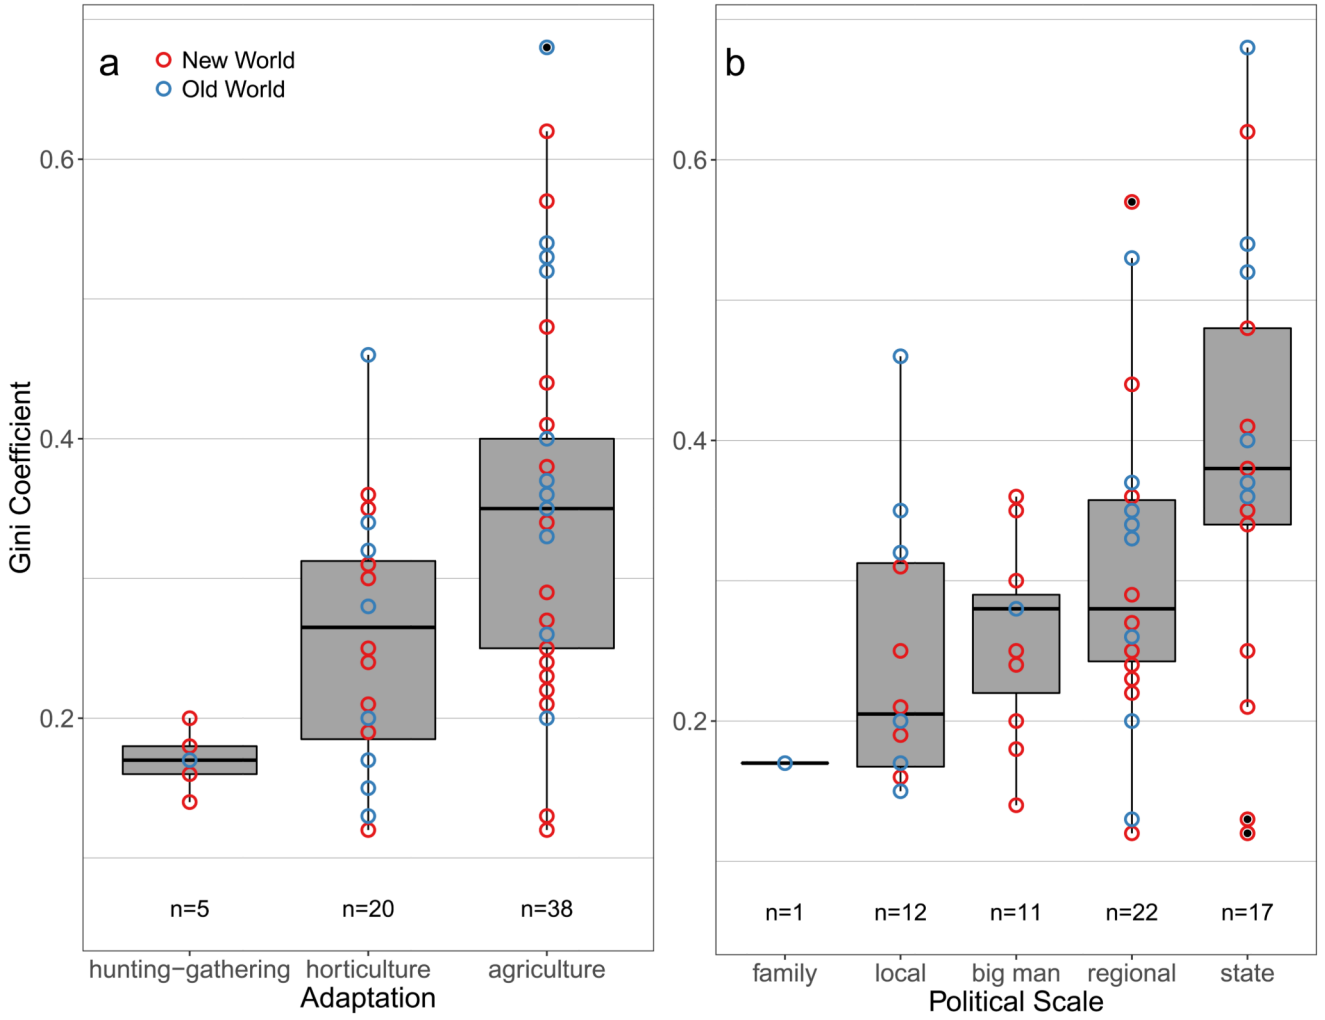 a
New World
Old World
Gini Coefficient
0.6
0.4
0.2
n=5 n=20 n=38
hunting−gathering horticulture agriculture
Adaptation
b
0.6
0.4
0.2
n=1 n=12 n=11 n=22 n=17
family local big man regional state
Political Scale